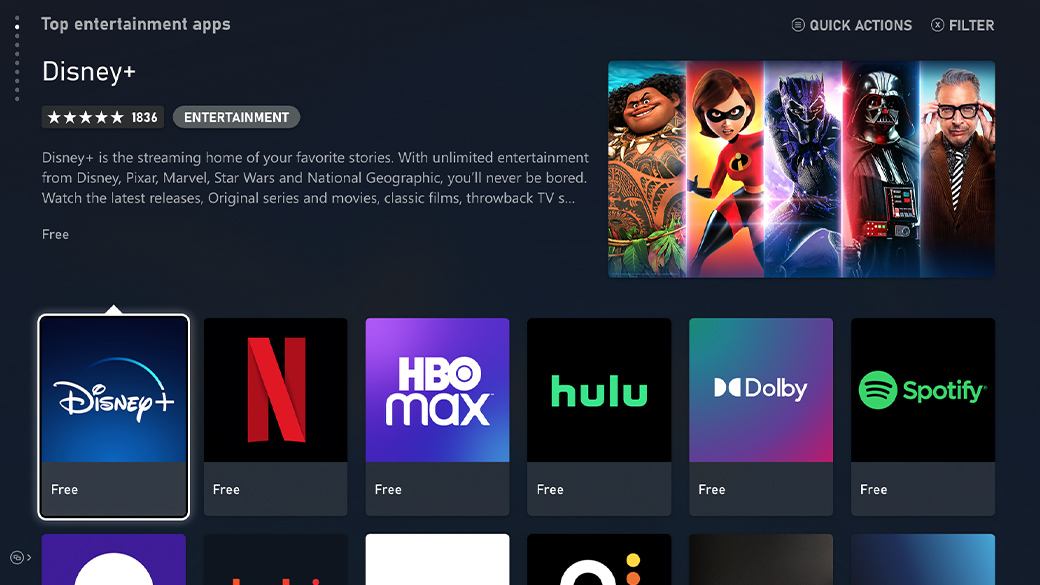 Top entertainment apps
QUICK ACTIONS
FILTER
Disney+
1836
ENTERTAINMENT
Disney+ is the streaming home of your favorite stories. With unlimited entertainment
from Disney, Pixar, Marvel, Star Wars and National Geographic, you'll never be bored.
Watch the latest releases, Original series and movies, classic films, throwback TV s...
Free
Disney+
N
HBO
max
hulu
Dolby
Spotify
Free
Free
Free
Free
Free
Free